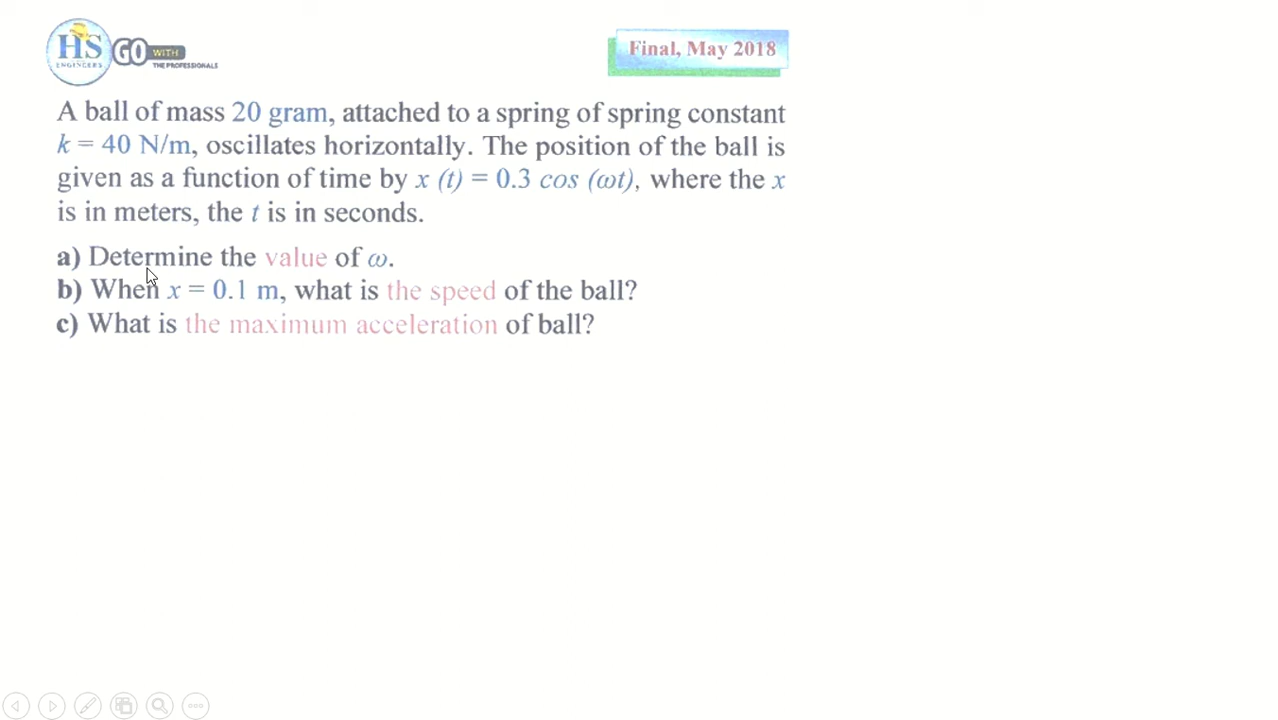 HS
ENGINEERS
GO WITH
THE PROFESSIONALS
Final, May 2018
A ball of mass 20 gram, attached to a spring of spring constant
k = 40 N/m, oscillates horizontally. The position of the ball is
given as a function of time by x (t) = 0.3 cos (ωt), where the x
is in meters, the t is in seconds.
a) Determine the value of ω.
b) When x = 0.1 m, what is the speed of the ball?
c) What is the maximum acceleration of ball?